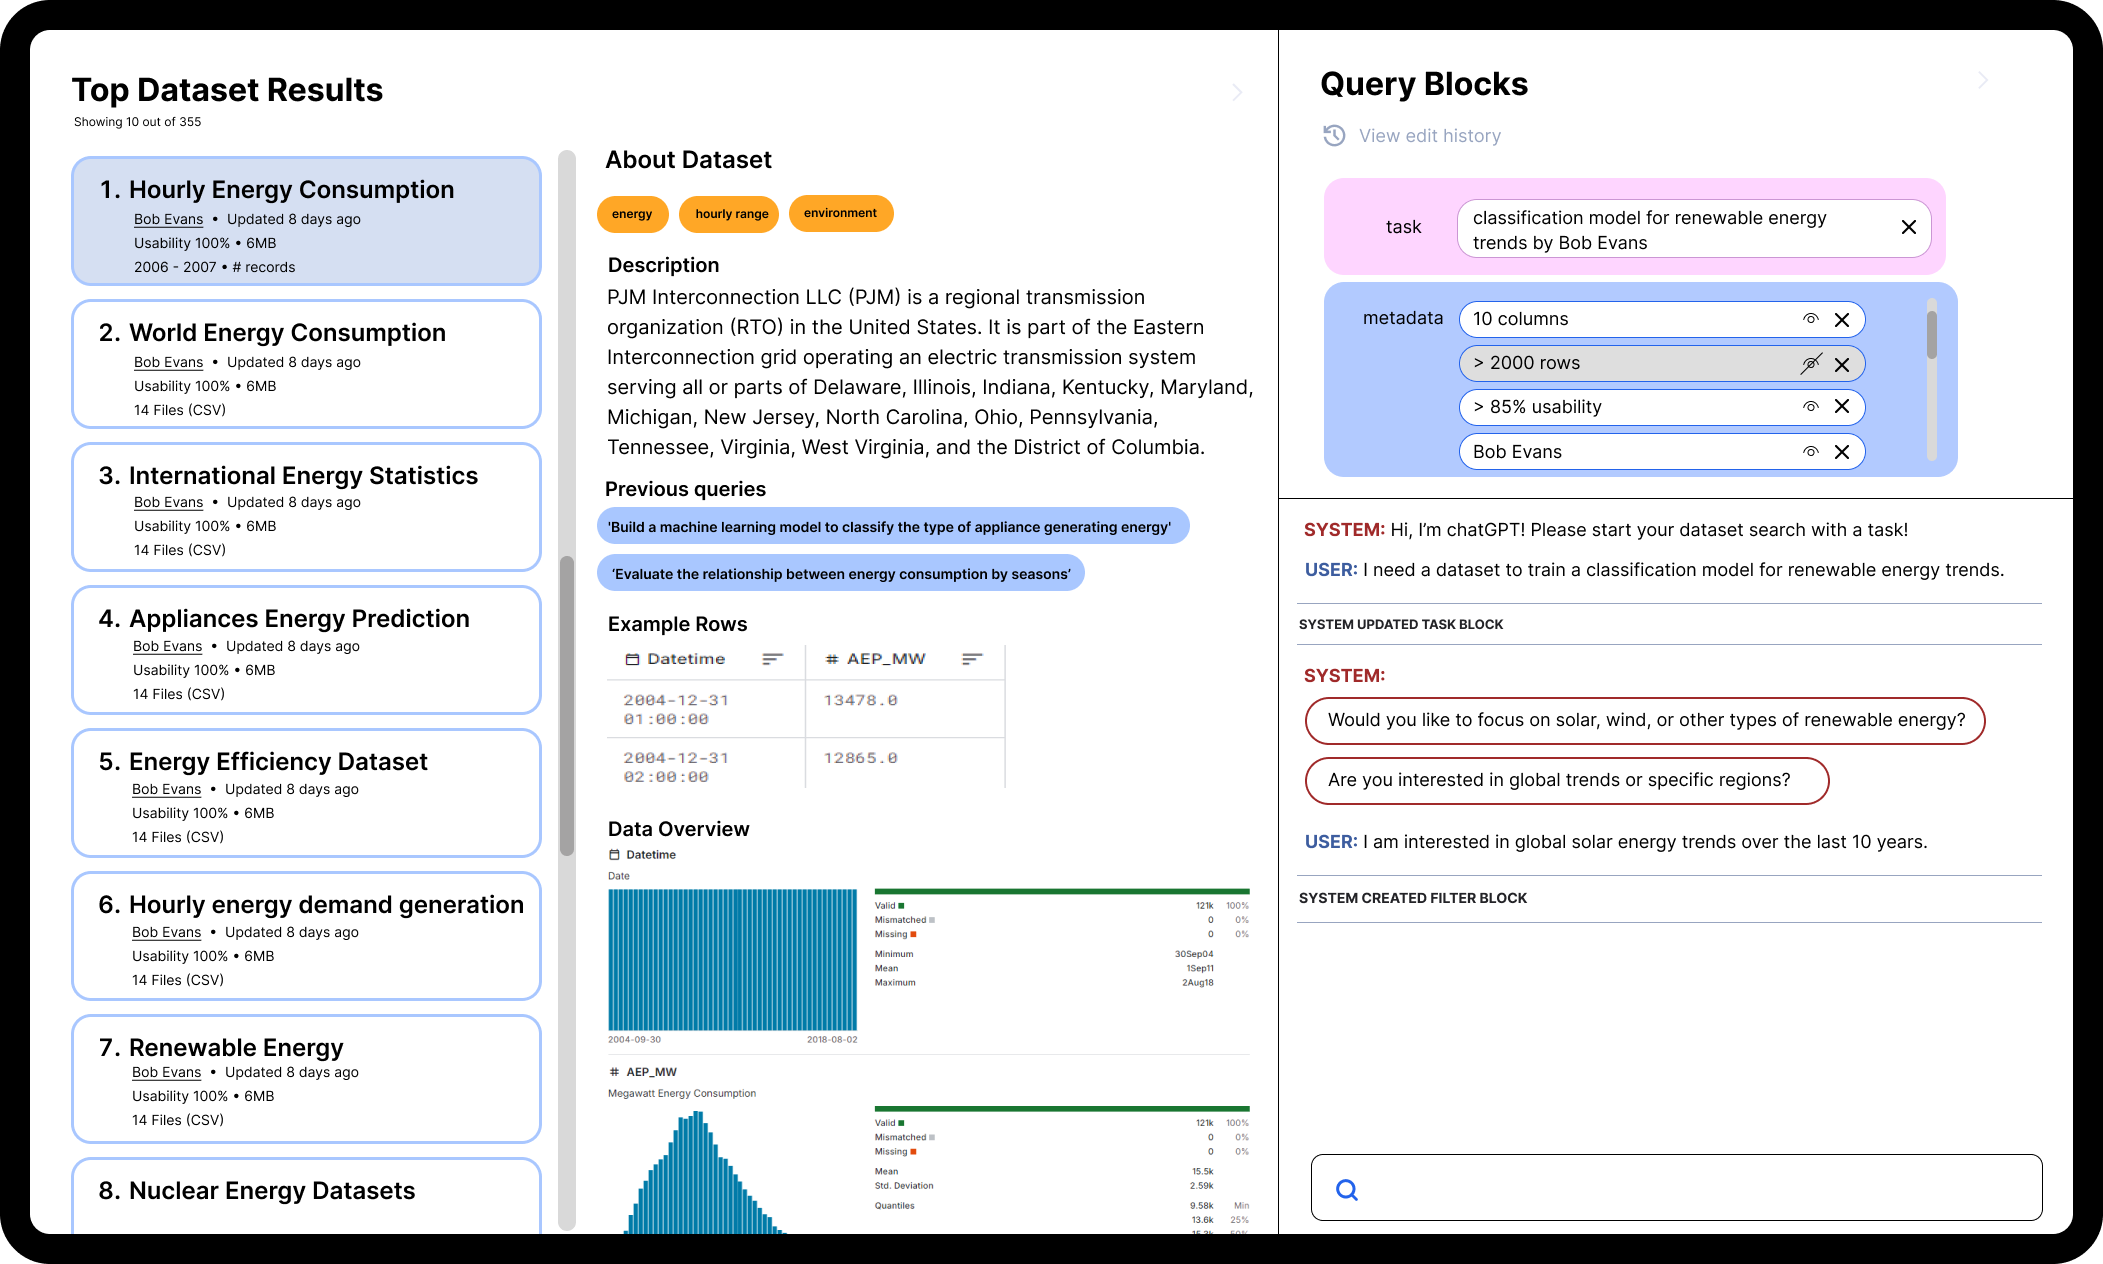 Top Dataset Results
Showing 10 out of 355
1. Hourly Energy Consumption
Bob Evans • Updated 8 days ago
Usability 100% • 6MB
2006 - 2007 • # records
2. World Energy Consumption
Bob Evans • Updated 8 days ago
Usability 100% • 6MB
14 Files (CSV)
3. International Energy Statistics
Bob Evans • Updated 8 days ago
Usability 100% • 6MB
14 Files (CSV)
4. Appliances Energy Prediction
Bob Evans • Updated 8 days ago
Usability 100% • 6MB
14 Files (CSV)
5. Energy Efficiency Dataset
Bob Evans • Updated 8 days ago
Usability 100% • 6MB
14 Files (CSV)
6. Hourly energy demand generation
Bob Evans • Updated 8 days ago
Usability 100% • 6MB
14 Files (CSV)
7. Renewable Energy
Bob Evans • Updated 8 days ago
Usability 100% • 6MB
14 Files (CSV)
8. Nuclear Energy Datasets
About Dataset
energy hourly range environment
Description
PJM Interconnection LLC (PJM) is a regional transmission
organization (RTO) in the United States. It is part of the Eastern
Interconnection grid operating an electric transmission system
serving all or parts of Delaware, Illinois, Indiana, Kentucky, Maryland,
Michigan, New Jersey, North Carolina, Ohio, Pennsylvania,
Tennessee, Virginia, West Virginia, and the District of Columbia.
Previous queries
'Build a machine learning model to classify the type of appliance generating energy'
‘Evaluate the relationship between energy consumption by seasons’
Example Rows
Datetime # AEP_MW
2004-12-31 13478.0
01:00:00
2004-12-31 12865.0
02:00:00
Data Overview
Datetime
Date
Valid 121k 100%
Mismatched 0 0%
Missing 0 0%
Minimum 30Sep04
Mean 1Sep11
Maximum 2Aug18
2004-09-30 2018-08-02
# AEP_MW
Megawatt Energy Consumption
Valid 121k 100%
Mismatched 0 0%
Missing 0 0%
Mean 15.5k
Std. Deviation 2.59k
Quantiles 9.58k Min
13.6k 25%
Query Blocks
View edit history
task
classification model for renewable energy
trends by Bob Evans
metadata
10 columns
> 2000 rows
> 85% usability
Bob Evans
SYSTEM: Hi, I’m chatGPT! Please start your dataset search with a task!
USER: I need a dataset to train a classification model for renewable energy trends.
SYSTEM UPDATED TASK BLOCK
SYSTEM:
Would you like to focus on solar, wind, or other types of renewable energy?
Are you interested in global trends or specific regions?
USER: I am interested in global solar energy trends over the last 10 years.
SYSTEM CREATED FILTER BLOCK